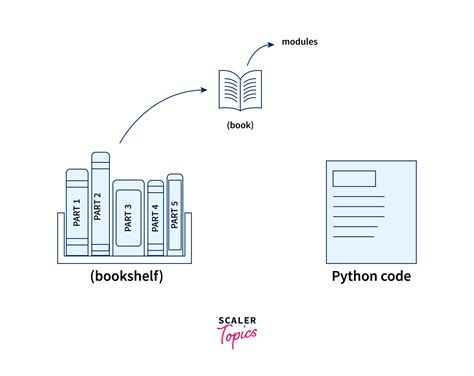 modules
(book)
PART 1
PART 2
PART 3
PART 4
PART 5
(bookshelf)
Python code
SCALER
Topics